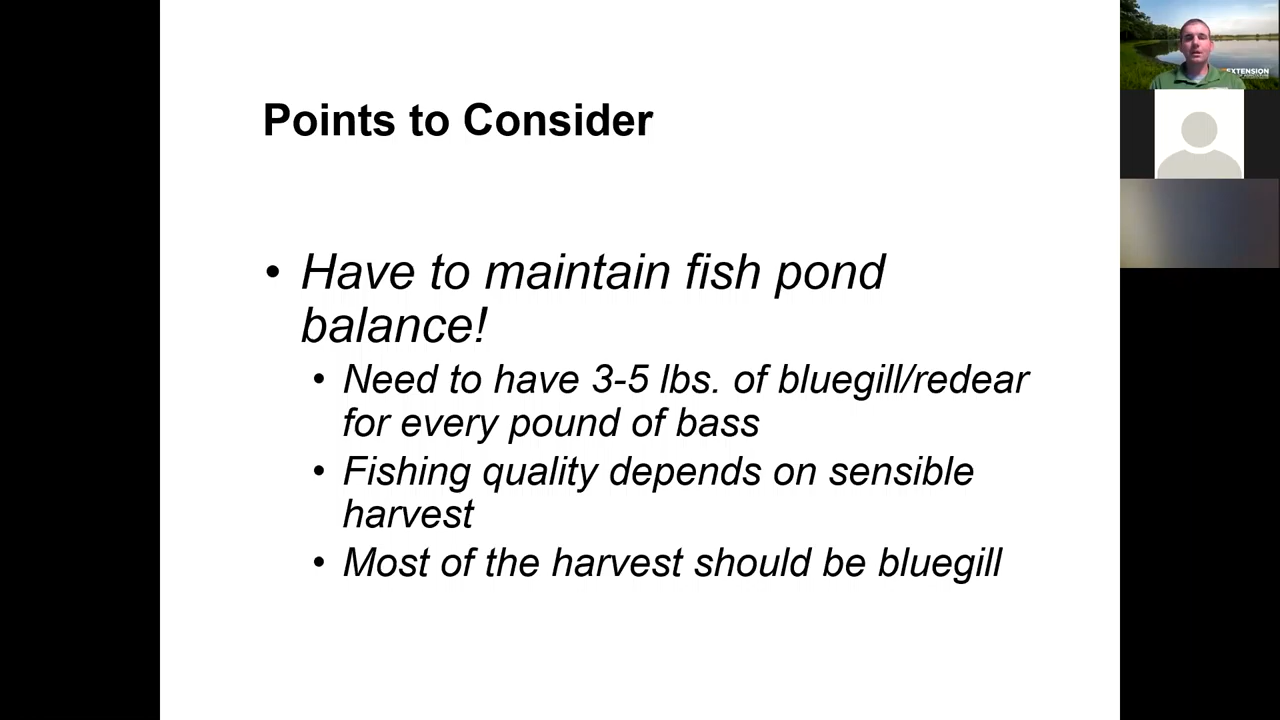 Points to Consider
• Have to maintain fish pond
balance!
• Need to have 3-5 lbs. of bluegill/redear
for every pound of bass
• Fishing quality depends on sensible
harvest
• Most of the harvest should be bluegill
EXTENSION